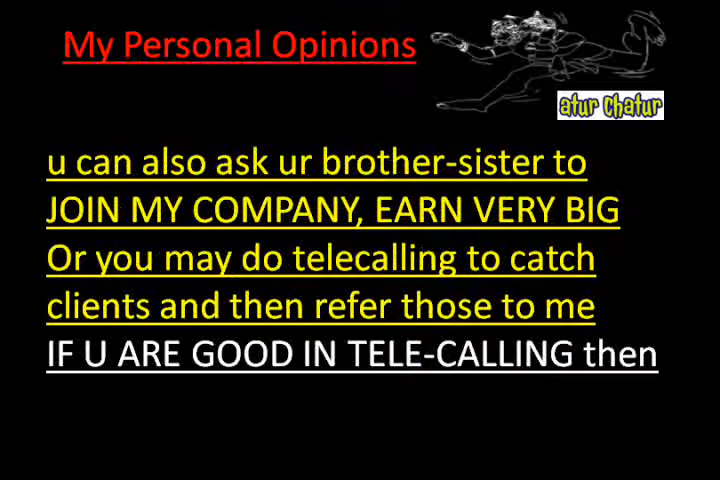 My Personal Opinions
atur Chatur
u can also ask ur brother-sister to
JOIN MY COMPANY, EARN VERY BIG
Or you may do telecalling to catch
clients and then refer those to me
IF U ARE GOOD IN TELE-CALLING then